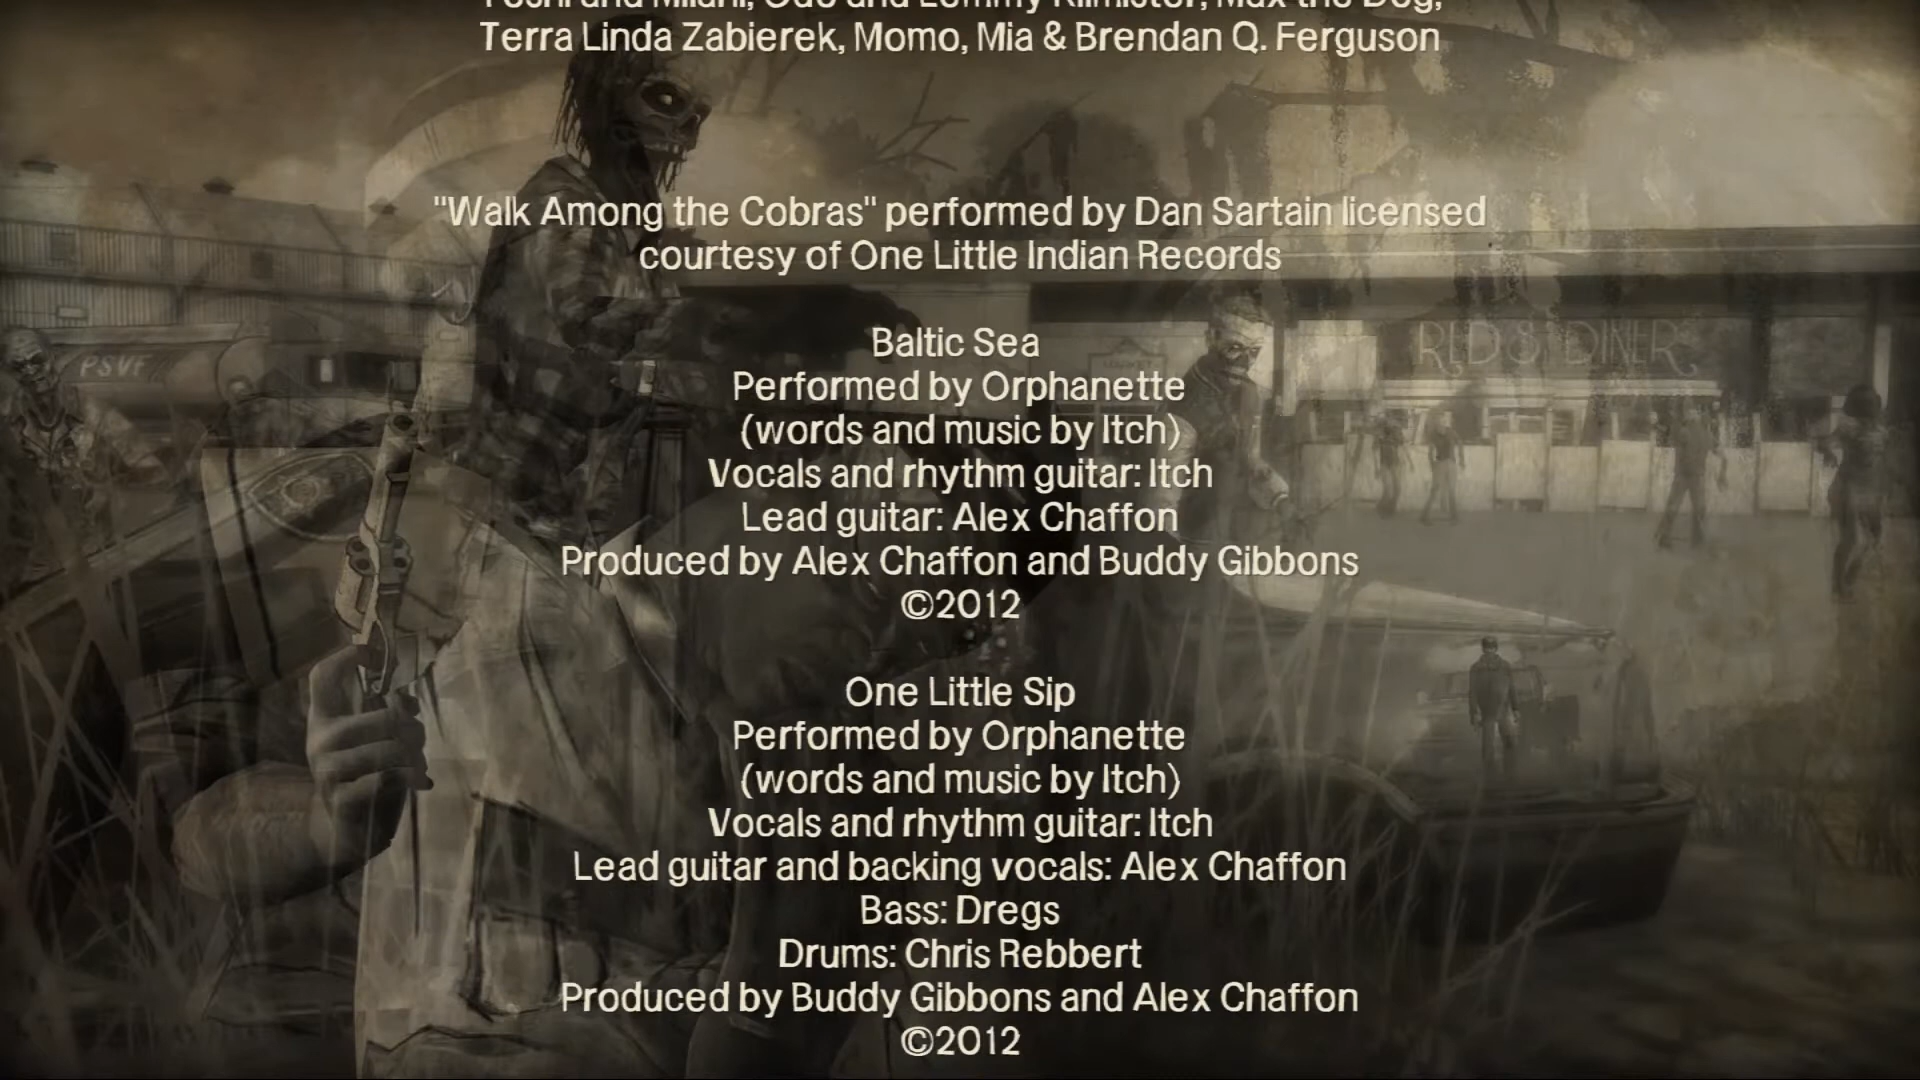 Terra Linda Zabierek, Momo, Mia & Brendan Q. Ferguson
"Walk Among the Cobras" performed by Dan Sartain licensed
courtesy of One Little Indian Records
Baltic Sea
Performed by Orphanette
(words and music by Itch)
Vocals and rhythm guitar: Itch
Lead guitar: Alex Chaffon
Produced by Alex Chaffon and Buddy Gibbons
©2012
One Little Sip
Performed by Orphanette
(words and music by Itch)
Vocals and rhythm guitar: Itch
Lead guitar and backing vocals: Alex Chaffon
Bass: Dregs
Drums: Chris Rebbert
Produced by Buddy Gibbons and Alex Chaffon
©2012
RED'S DINER